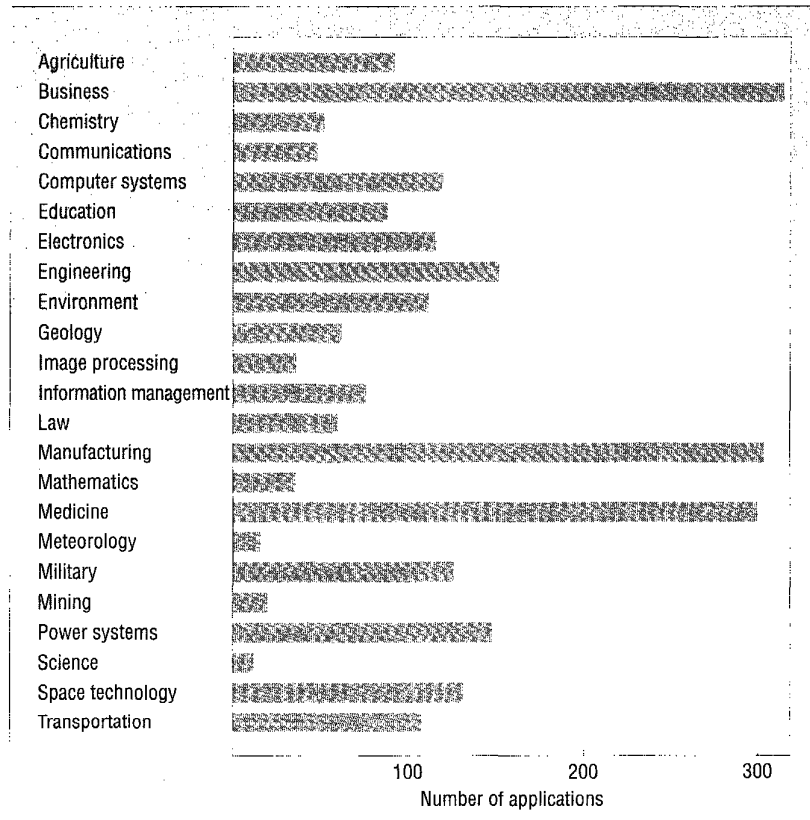 Agriculture
Business
Chemistry
Communications
Computer systems
Education
Electronics
Engineering
Environment
Geology
Image processing
Information management
Law
Manufacturing
Mathematics
Medicine
Meteorology
Military
Mining
Power systems
Science
Space technology
Transportation
100 200 300
Number of applications